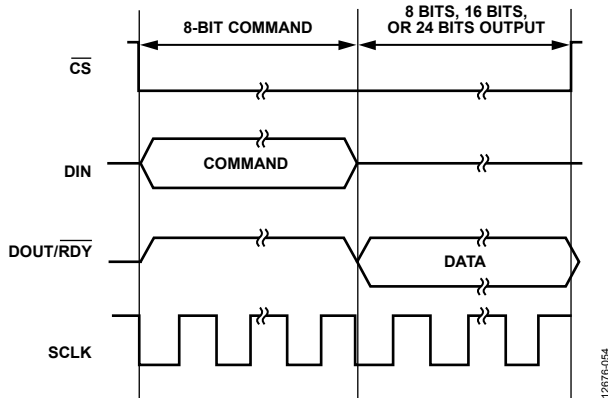 8-BIT COMMAND
8 BITS, 16 BITS,
OR 24 BITS OUTPUT
CS
DIN
COMMAND
DOUT/RDY
DATA
SCLK
12676-054